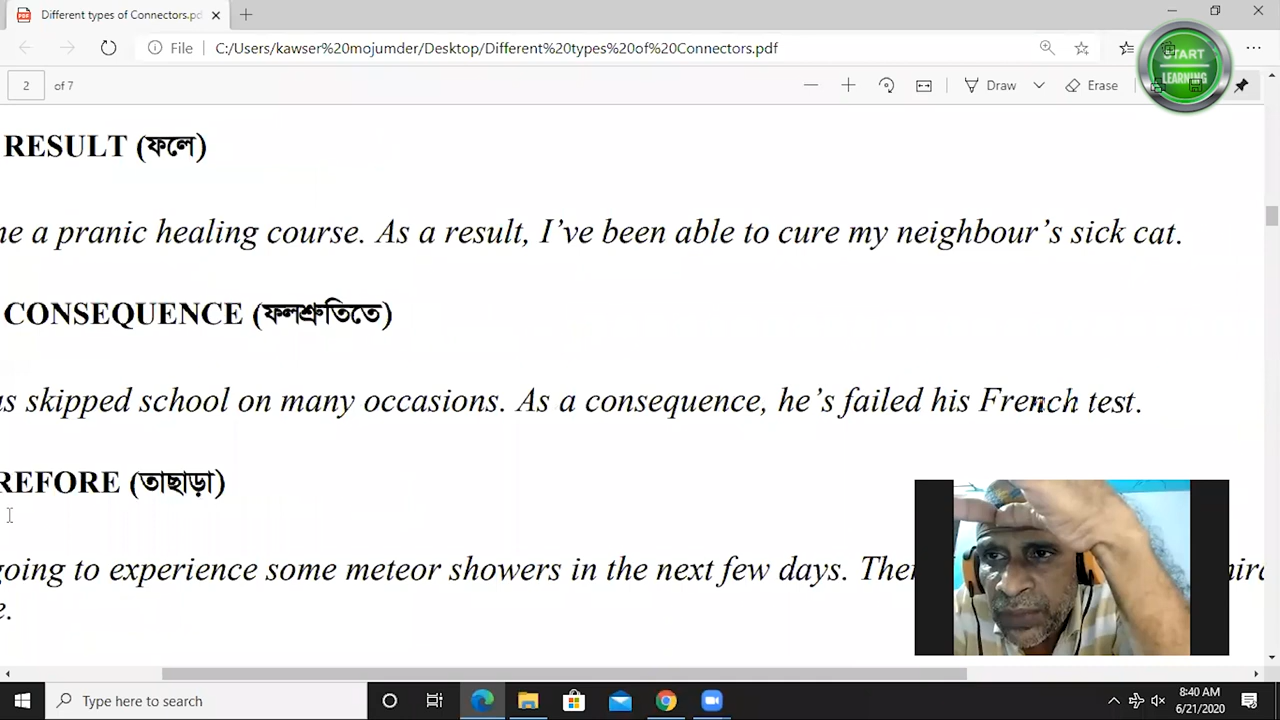 Different types of Connectors.pd
File
C:/Users/kawser%20mojumder/Desktop/Different%20types%20of%20Connectors.pdf
2 of 7
Draw
Erase
START
LEARNING
RESULT (ফলে)
a pranic healing course. As a result, I’ve been able to cure my neighbour’s sick cat.
CONSEQUENCE (ফলশ্রুতিতে)
skipped school on many occasions. As a consequence, he’s failed his French test.
REFORE (তাছাড়া)
going to experience some meteor showers in the next few days.
Type here to search
8:40 AM
6/21/2020